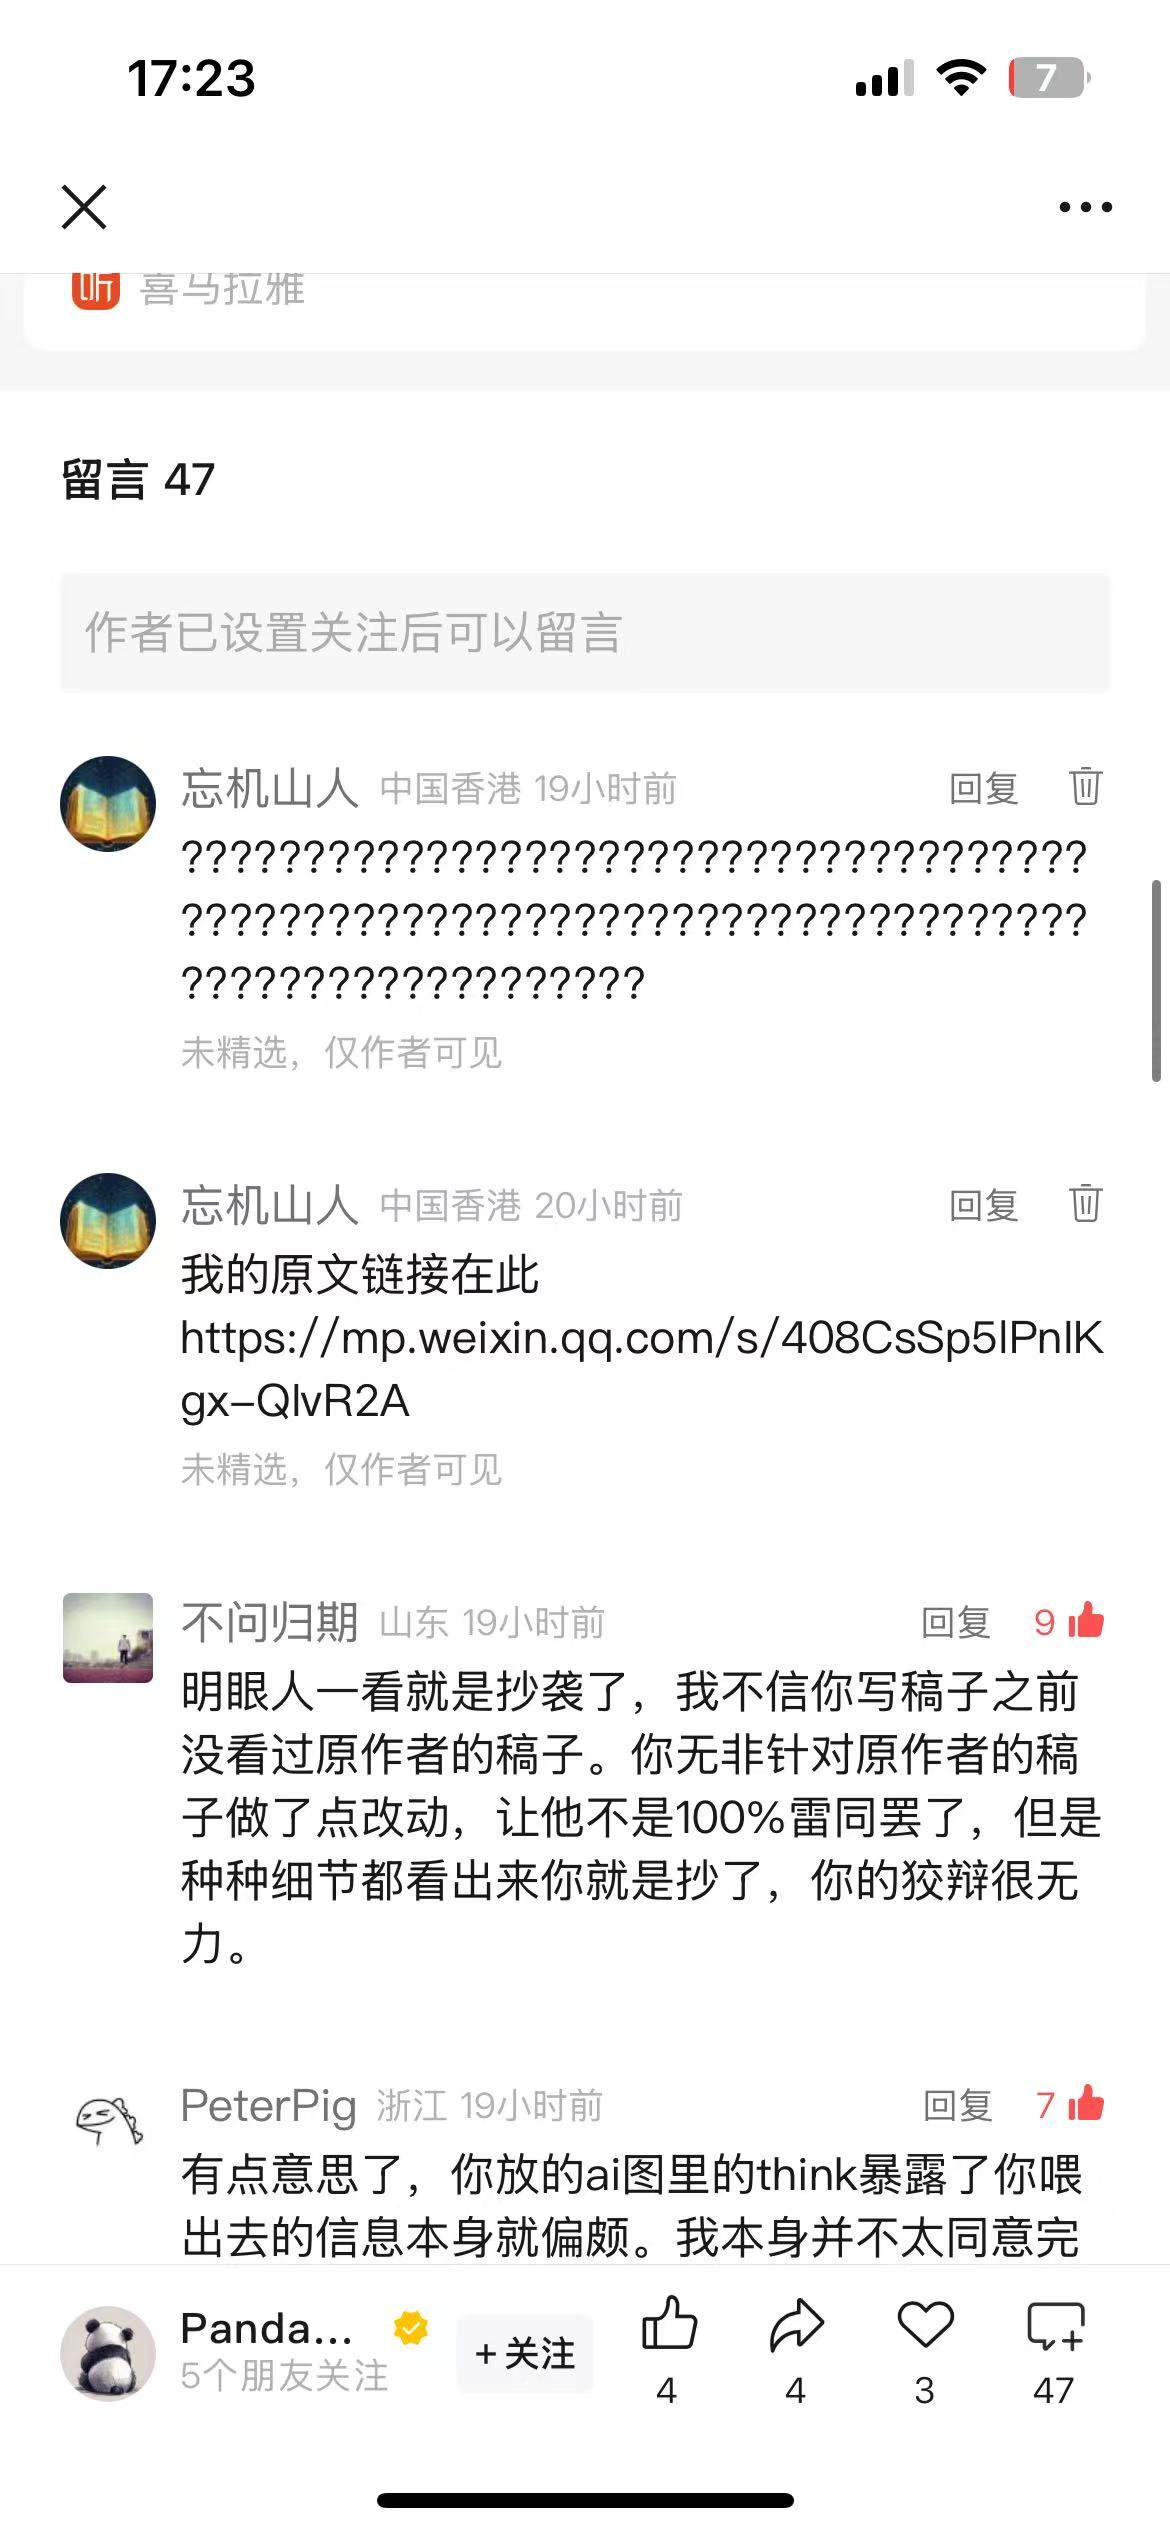 17:23
7
听 喜马拉雅
留言 47
作者已设置关注后可以留言
忘机山人 中国香港 19小时前 回复
?????????????????????????????????????
?????????????????????????????????????
???????????????????
未精选，仅作者可见
忘机山人 中国香港 20小时前 回复
我的原文链接在此
https://mp.weixin.qq.com/s/408CsSp5lPnIK
gx-QlvR2A
未精选，仅作者可见
不问归期 山东 19小时前 回复 9
明眼人一看就是抄袭了，我不信你写稿子之前
没看过原作者的稿子。你无非针对原作者的稿
子做了点改动，让他不是100%雷同罢了，但是
种种细节都看出来你就是抄了，你的狡辩很无
力。
PeterPig 浙江 19小时前 回复 7
有点意思了，你放的ai图里的think暴露了你喂
出去的信息本身就偏颇。我本身并不太同意完
Panda...
5个朋友关注
+关注
4 4 3 47